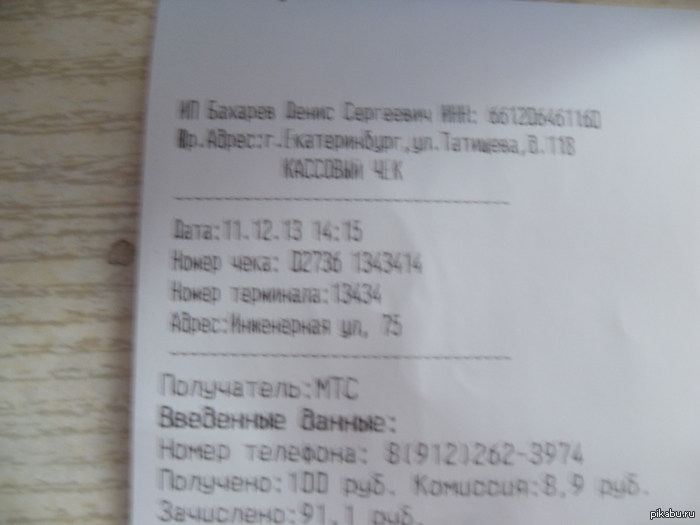 ИП Бахарев Денис Сергеевич ИНН: 661206461160
Юр.Адрес:г.Екатеринбург,ул.Татищева,д.118
КАССОВЫЙ ЧЕК
Дата:11.12.13 14:15
Номер чека: D2736 1343414
Номер терминала:13434
Адрес:Инженерная ул, 75
Получатель:МТС
Введенные данные:
Номер телефона: 8(912)262-3974
Получено:100 руб. Комиссия:8,9 руб.
Зачислено:91,1 руб.
pikabu.ru